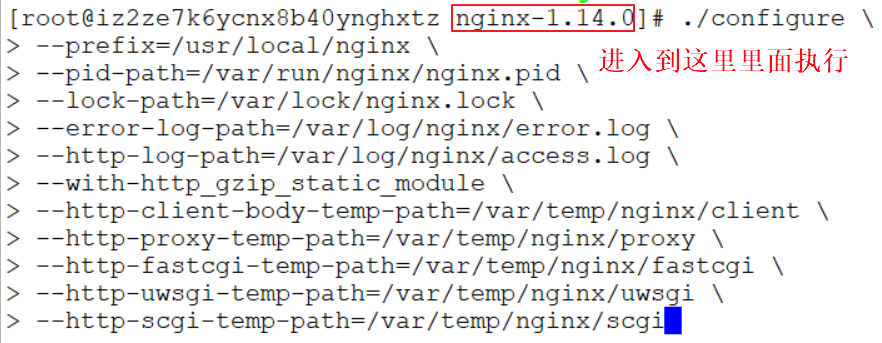 [root@iz2ze7k6ycnx8b40ynghxtz nginx-1.14.0]# ./configure \
> --prefix=/usr/local/nginx \
进入到这里里面执行
> --pid-path=/var/run/nginx/nginx.pid \
> --lock-path=/var/lock/nginx.lock \
> --error-log-path=/var/log/nginx/error.log \
> --http-log-path=/var/log/nginx/access.log \
> --with-http_gzip_static_module \
> --http-client-body-temp-path=/var/temp/nginx/client \
> --http-proxy-temp-path=/var/temp/nginx/proxy \
> --http-fastcgi-temp-path=/var/temp/nginx/fastcgi \
> --http-uwsgi-temp-path=/var/temp/nginx/uwsgi \
> --http-scgi-temp-path=/var/temp/nginx/scgi